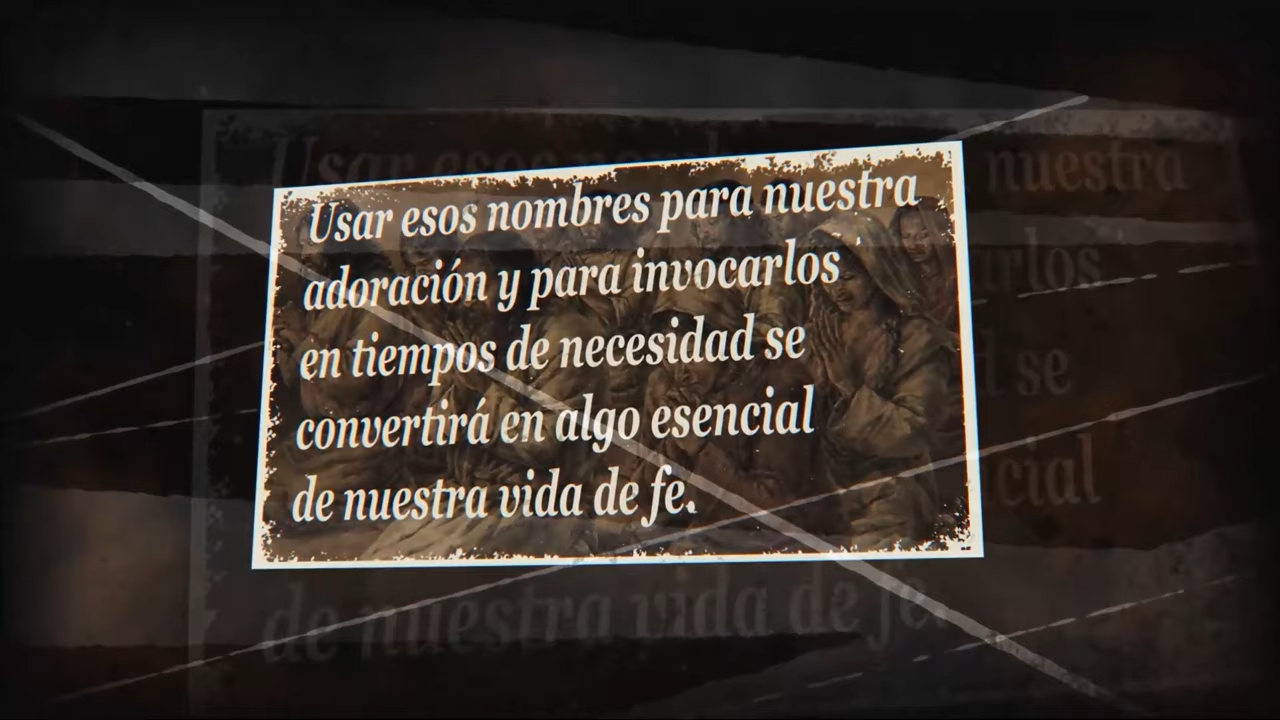 Usar esos nombres para nuestra
adoración y para invocarlos
en tiempos de necesidad se
convertirá en algo esencial
de nuestra vida de fe.